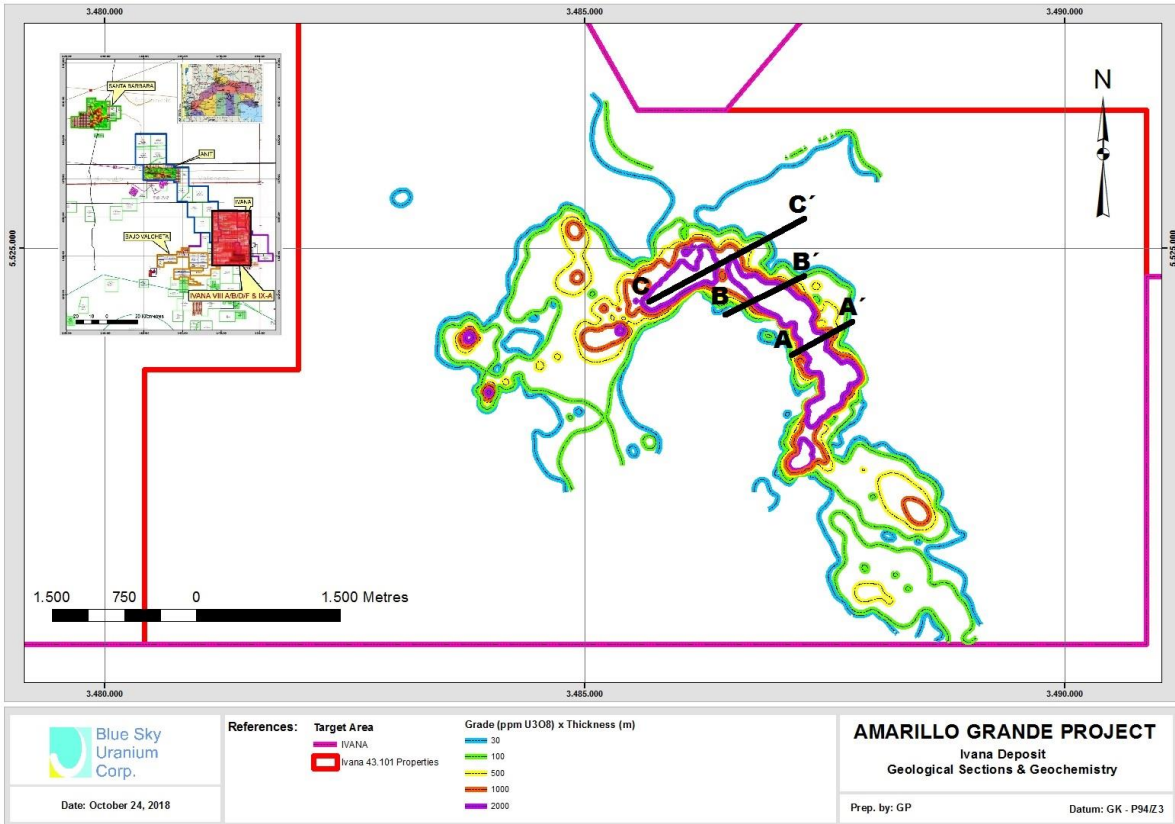 3.480.000
3.485.000
3.490.000
SANTA BARBARA
ANIT
IVANA
BAJO VALCHETA
IVANA VIII A/B/D/F & IX-A
N
5.525.000
5.525.000
C´
C
B´
B
A´
A
1.500 750 0 1.500 Metres
3.480.000
3.485.000
3.490.000
Blue Sky
Uranium
Corp.
Date: October 24, 2018
References:
Target Area
IVANA
Ivana 43.101 Properties
Grade (ppm U3O8) x Thickness (m)
30
100
500
1000
2000
AMARILLO GRANDE PROJECT
Ivana Deposit
Geological Sections & Geochemistry
Prep. by: GP
Datum: GK - P94/Z3